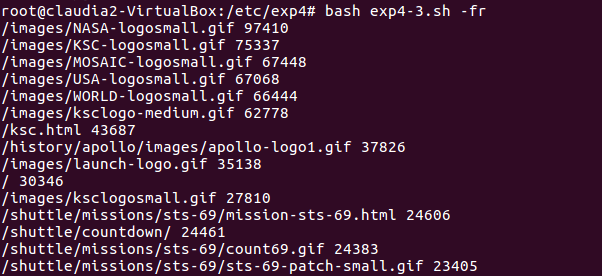 root@claudia2-VirtualBox:/etc/exp4# bash exp4-3.sh -fr
/images/NASA-logosmall.gif 97410
/images/KSC-logosmall.gif 75337
/images/MOSAIC-logosmall.gif 67448
/images/USA-logosmall.gif 67068
/images/WORLD-logosmall.gif 66444
/images/ksclogo-medium.gif 62778
/ksc.html 43687
/history/apollo/images/apollo-logo1.gif 37826
/images/launch-logo.gif 35138
/ 30346
/images/ksclogosmall.gif 27810
/shuttle/missions/sts-69/mission-sts-69.html 24606
/shuttle/countdown/ 24461
/shuttle/missions/sts-69/count69.gif 24383
/shuttle/missions/sts-69/sts-69-patch-small.gif 23405